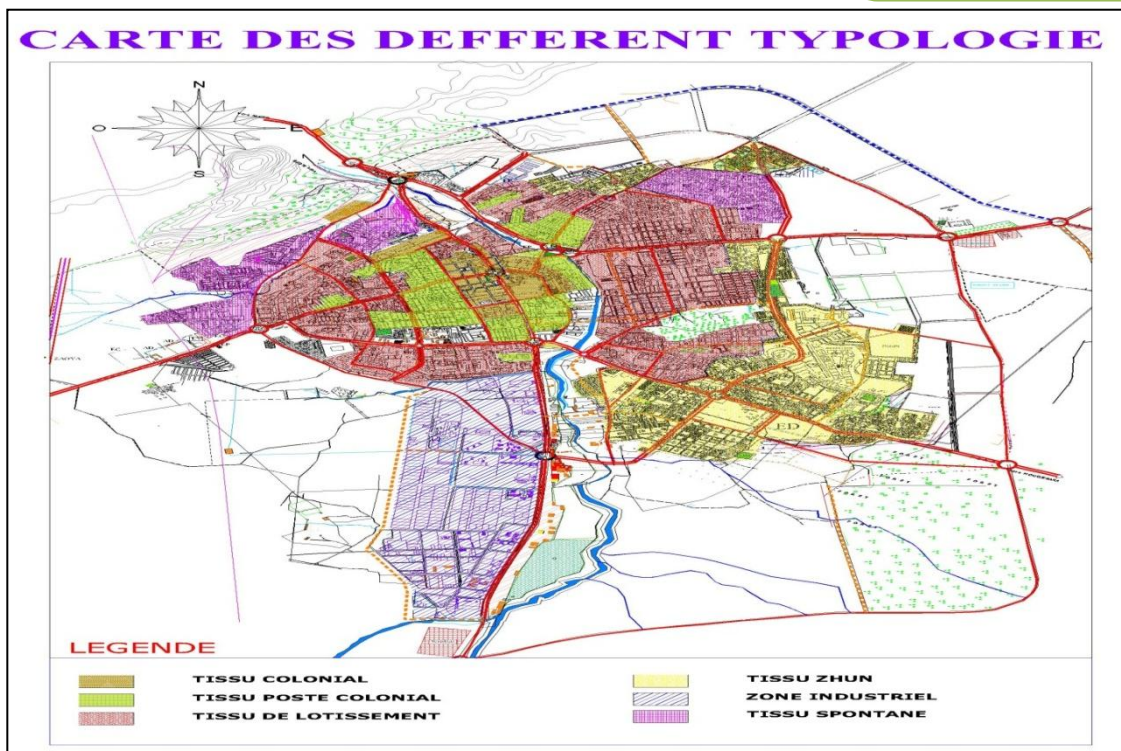 CARTE DES DEFFERENT TYPOLOGIE
N
O
E
S
ED
LEGENDE
TISSU COLONIAL
TISSU POSTE COLONIAL
TISSU DE LOTISSEMENT
TISSU ZHUN
ZONE INDUSTRIEL
TISSU SPONTANE